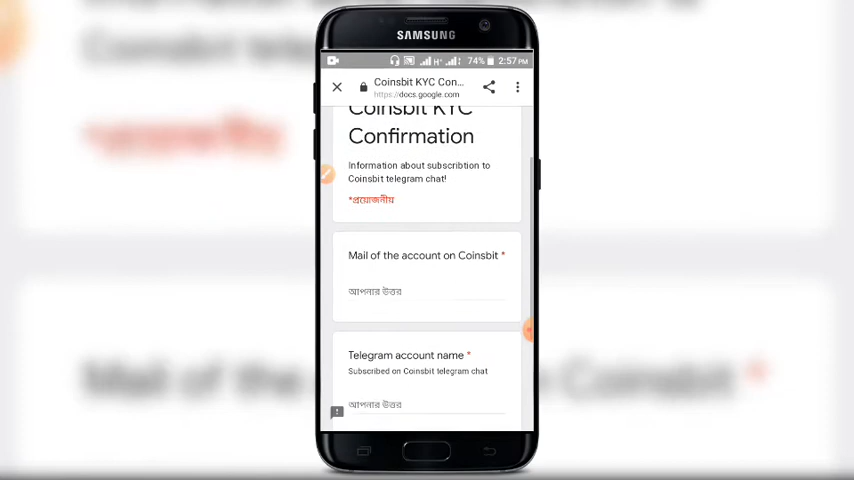 SAMSUNG
74% 2:57 PM
Coinsbit KYC Con...
https://docs.google.com
Coinsbit KYC
Confirmation
Information about subscribtion to
Coinsbit telegram chat!
*প্রয়োজনীয়
Mail of the account on Coinsbit *
আপনার উত্তর
Telegram account name *
Subscribed on Coinsbit telegram chat
আপনার উত্তর